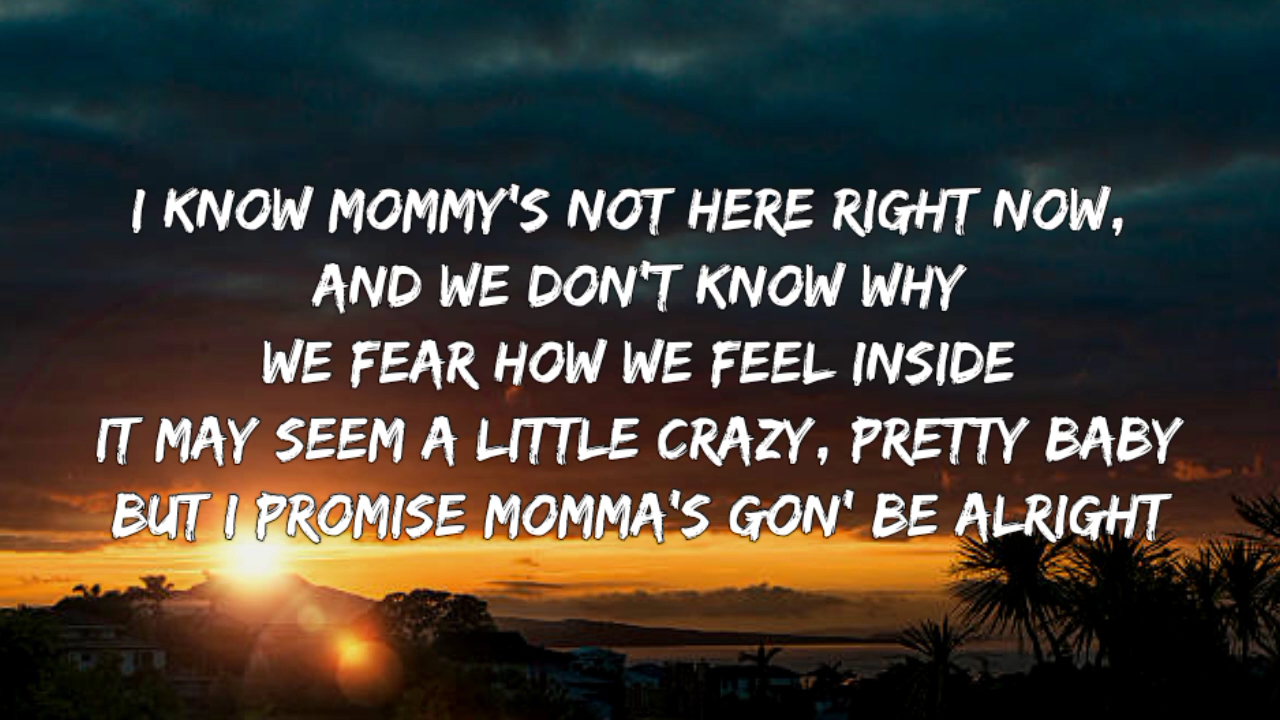 I KNOW MOMMY'S NOT HERE RIGHT NOW,
AND WE DON'T KNOW WHY
WE FEAR HOW WE FEEL INSIDE
IT MAY SEEM A LITTLE CRAZY, PRETTY BABY
BUT I PROMISE MOMMA'S GON' BE ALRIGHT